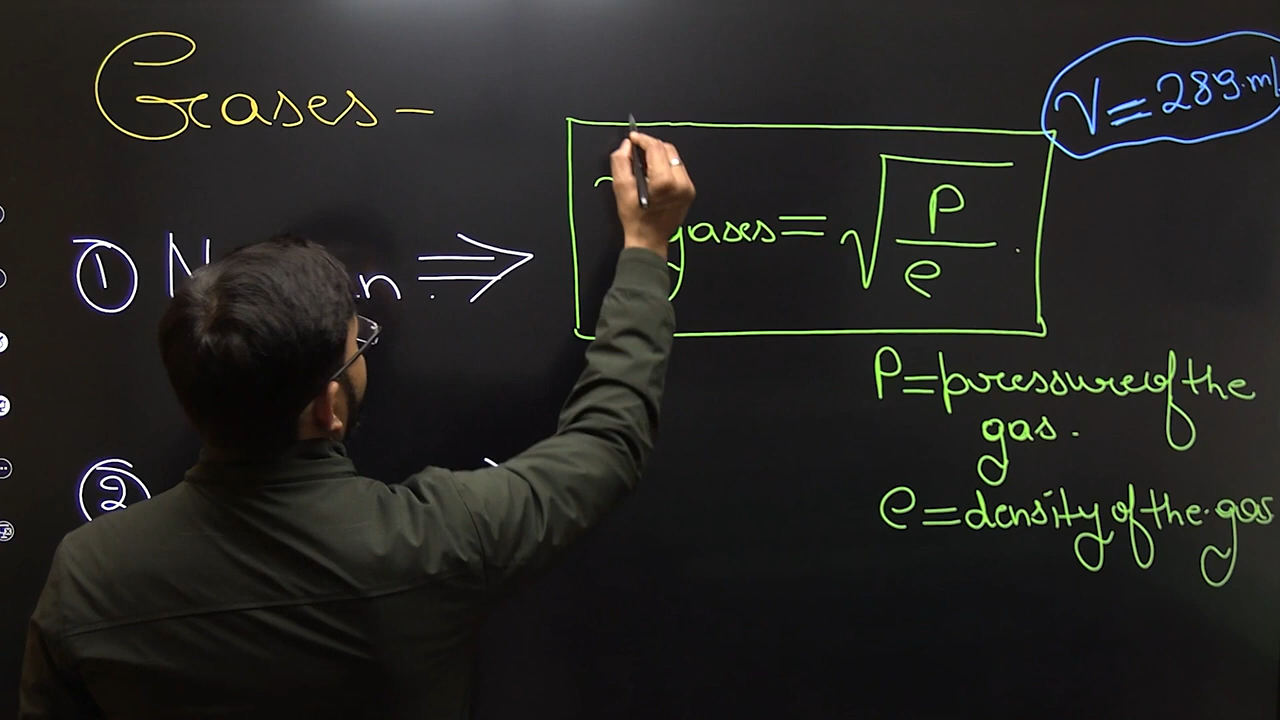 Gases -
V = 289.m/
① N n. ⇒
gases = √P/ρ .
P = pressure of the
gas.
ρ = density of the gas
②